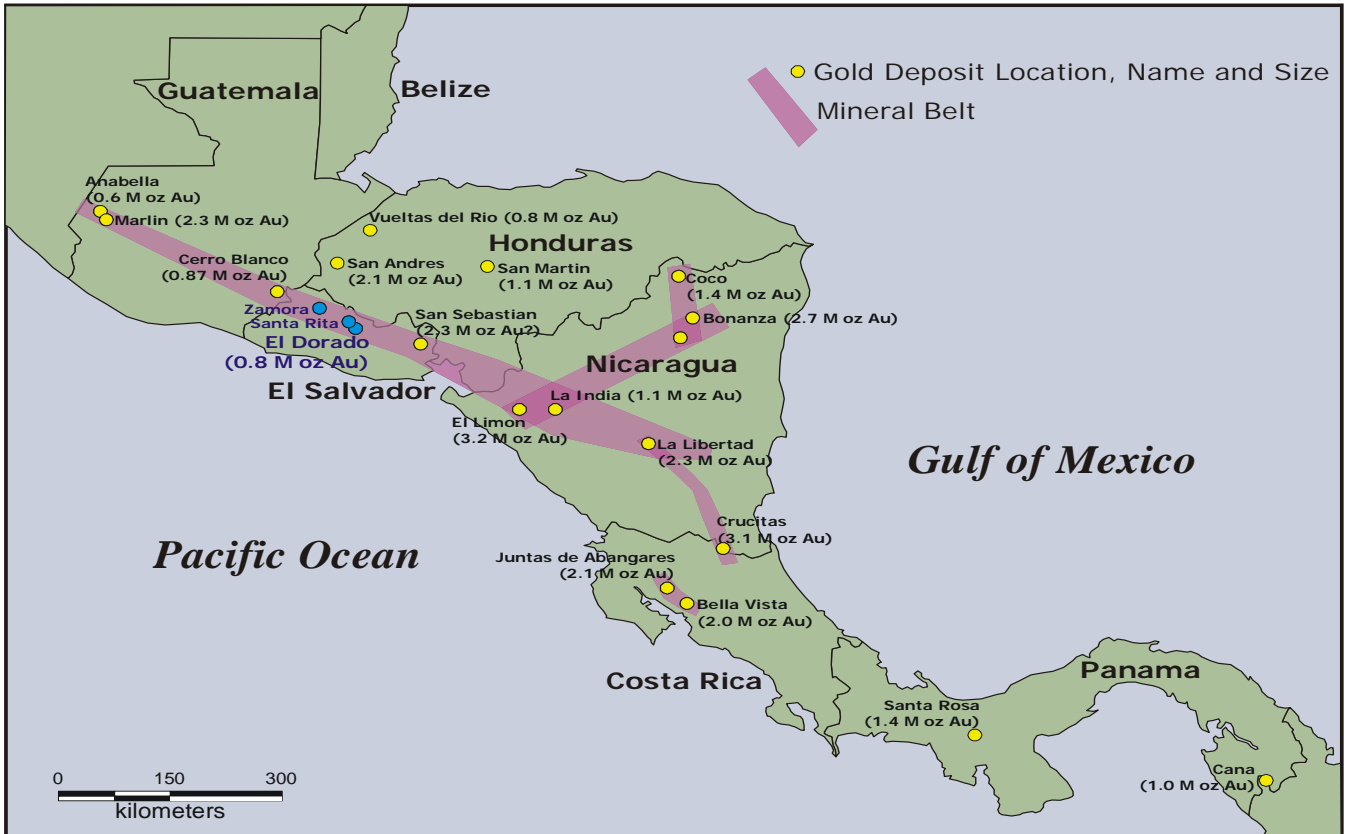 Gold Deposit Location, Name and Size
Mineral Belt
Guatemala
Belize
Anabella
(0.6 M oz Au)
Marlin (2.3 M oz Au)
Vueltas del Rio (0.8 M oz Au)
Honduras
Cerro Blanco
(0.87 M oz Au)
San Andres
(2.1 M oz Au)
San Martin
(1.1 M oz Au)
Coco
(1.4 M oz Au)
Zamora
Santa Rita
El Dorado
(0.8 M oz Au)
San Sebastian
(2.3 M oz Au?)
Bonanza (2.7 M oz Au)
Nicaragua
El Salvador
La India (1.1 M oz Au)
El Limon
(3.2 M oz Au)
La Libertad
(2.3 M oz Au)
Gulf of Mexico
Pacific Ocean
Crucitas
(3.1 M oz Au)
Juntas de Abangares
(2.1 M oz Au)
Bella Vista
(2.0 M oz Au)
Costa Rica
Panama
Santa Rosa
(1.4 M oz Au)
Cana
(1.0 M oz Au)
0 150 300
kilometers